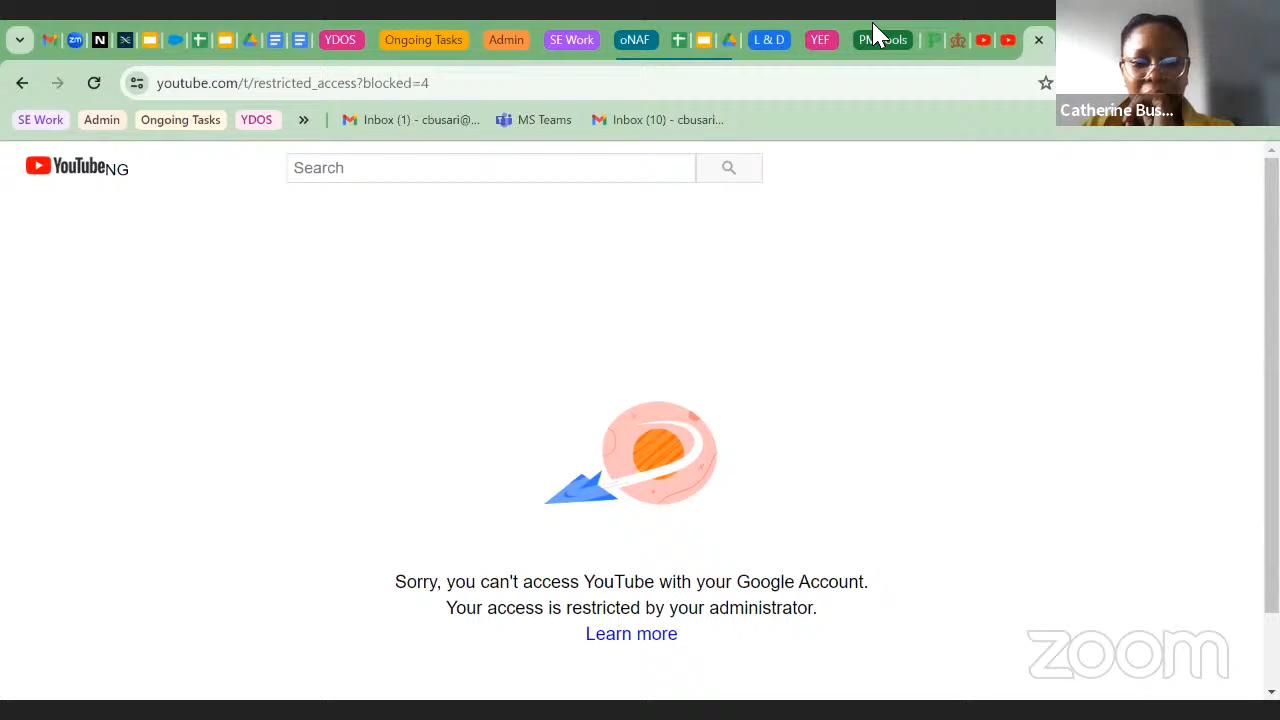 YDOS Ongoing Tasks Admin SE Work oNAF L & D YEF
youtube.com/t/restricted_access?blocked=4
Catherine Bus...
SE Work Admin Ongoing Tasks YDOS » Inbox (1) - cbusari@... MS Teams Inbox (10) - cbusari...
YouTube NG
Search
Sorry, you can't access YouTube with your Google Account.
Your access is restricted by your administrator.
Learn more
zoom